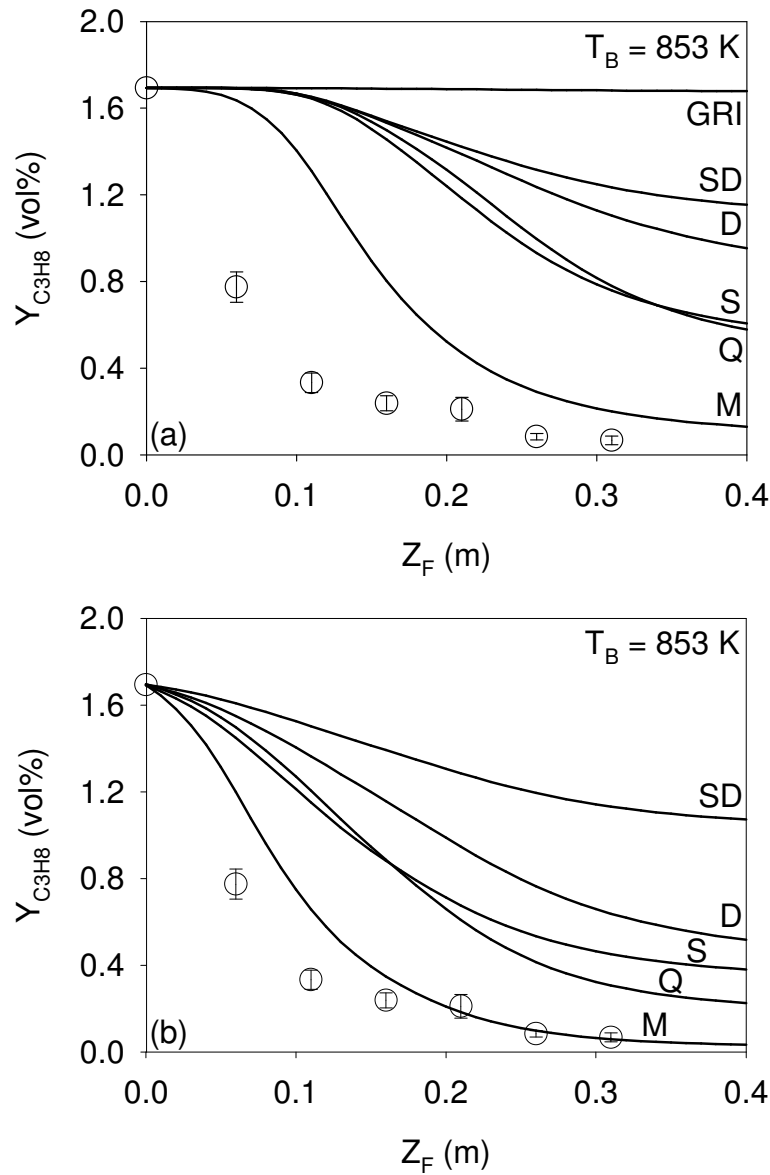 2.0
T_B = 853 K
1.6
GRI
SD
1.2
D
Y_C3H8 (vol%)
0.8
S
Q
0.4
M
(a)
0.0
0.0 0.1 0.2 0.3 0.4
Z_F (m)
2.0
T_B = 853 K
1.6
1.2
SD
Y_C3H8 (vol%)
0.8
D
S
0.4
Q
M
(b)
0.0
0.0 0.1 0.2 0.3 0.4
Z_F (m)